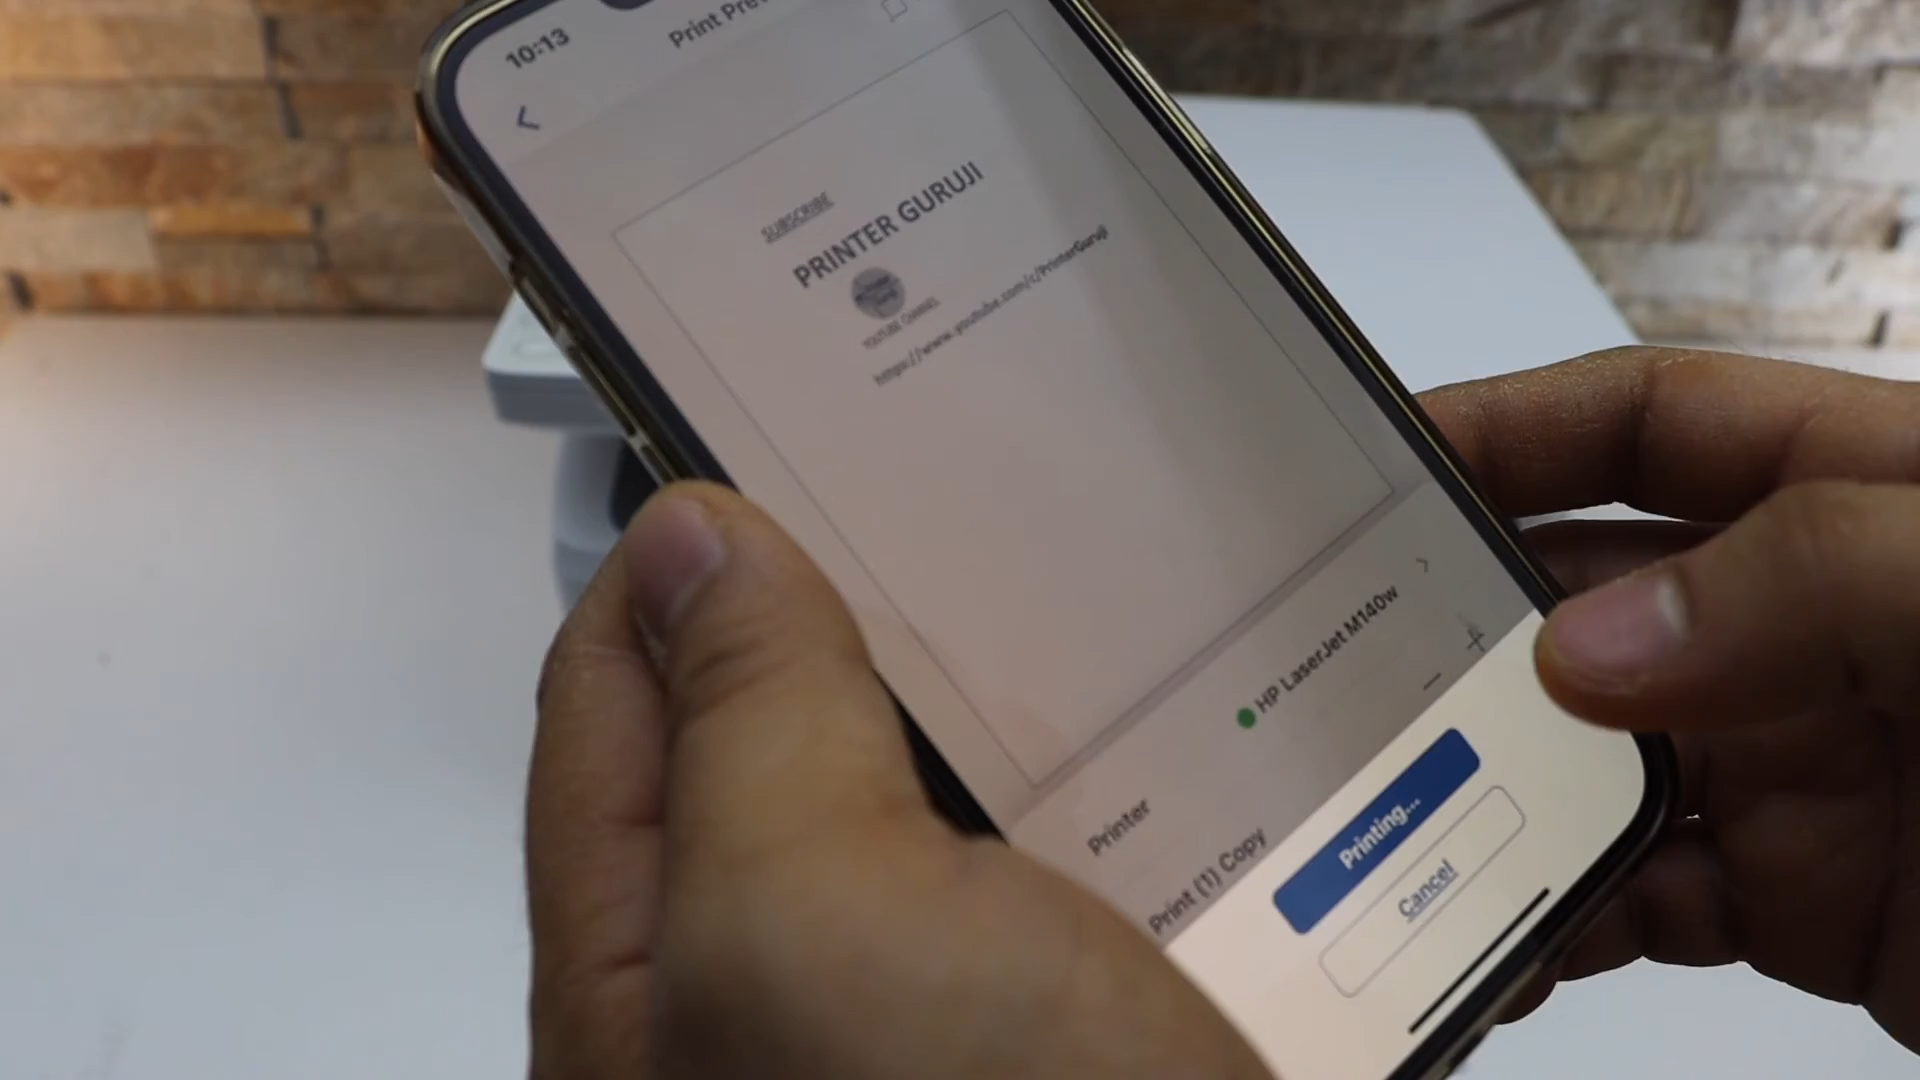 10:13
Print Pre
SUBSCRIBE
PRINTER GURUJI
YOUTUBE CHANNEL
https://www.youtube.com/c/PrinterGuruji
Printer
HP LaserJet M140w
Print (1) Copy
Printing...
Cancel